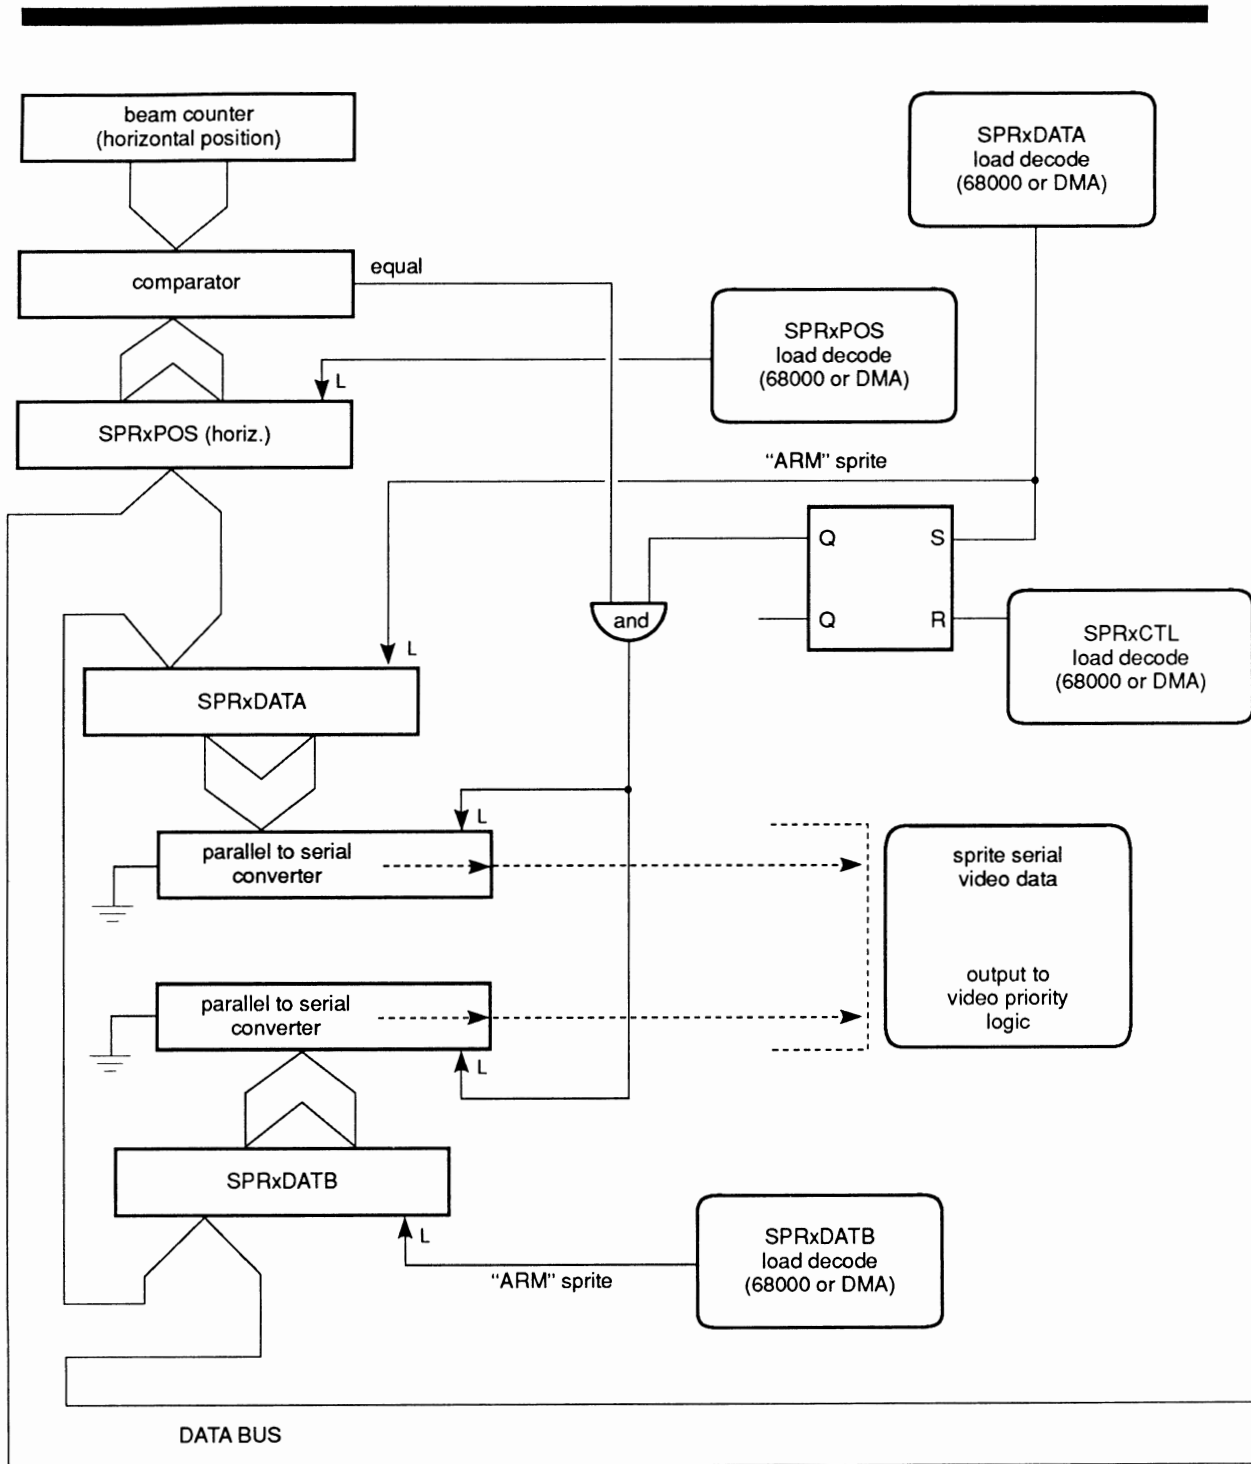 beam counter
(horizontal position)
SPRxDATA
load decode
(68000 or DMA)
comparator
equal
SPRxPOS
load decode
(68000 or DMA)
L
SPRxPOS (horiz.)
“ARM” sprite
Q
S
and
Q
R
SPRxCTL
load decode
(68000 or DMA)
L
SPRxDATA
L
parallel to serial
converter
sprite serial
video data
parallel to serial
converter
output to
video priority
logic
L
SPRxDATB
L
“ARM” sprite
SPRxDATB
load decode
(68000 or DMA)
DATA BUS